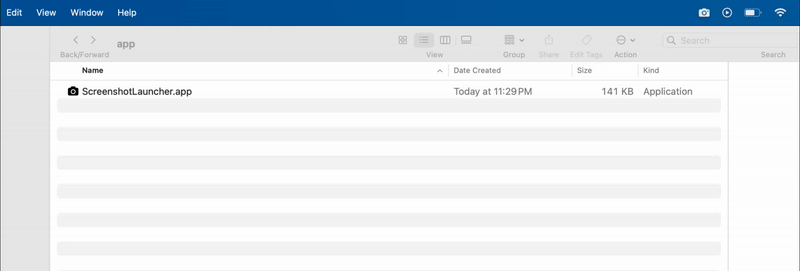 Edit View Window Help
app
Back/Forward View Group Share Edit Tags Action Search Search
Name Date Created Size Kind
ScreenshotLauncher.app Today at 11:29 PM 141 KB Application